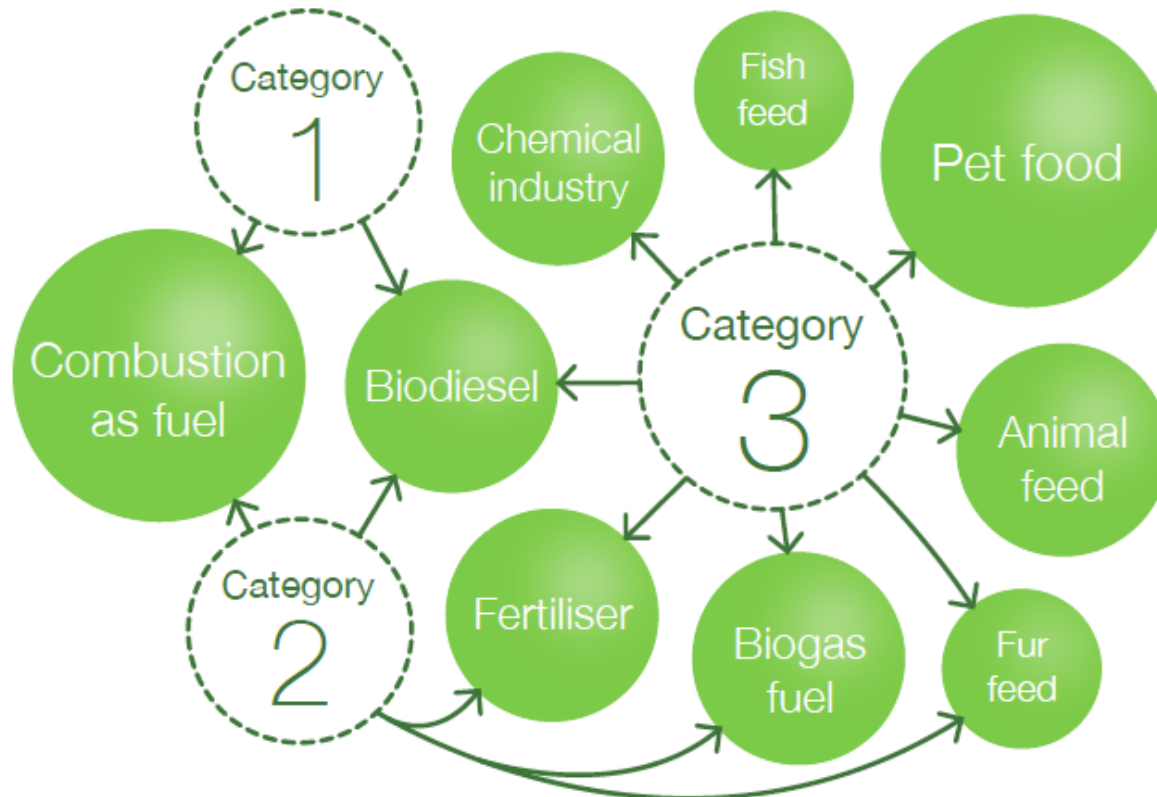 Category
1
Chemical
industry
Fish
feed
Pet food
Combustion
as fuel
Biodiesel
Category
3
Animal
feed
Category
2
Fertiliser
Biogas
fuel
Fur
feed